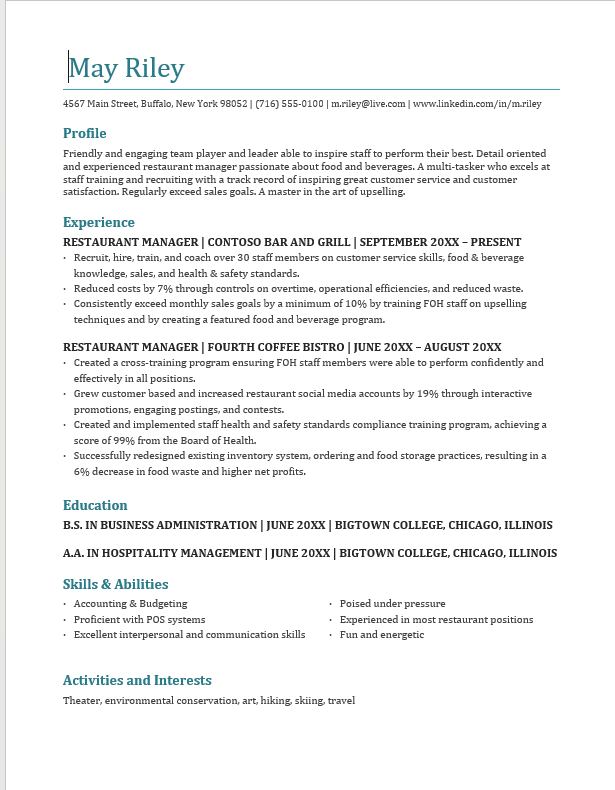 May Riley
4567 Main Street, Buffalo, New York 98052 | (716) 555-0100 | m.riley@live.com | www.linkedin.com/in/m.riley
Profile
Friendly and engaging team player and leader able to inspire staff to perform their best. Detail oriented
and experienced restaurant manager passionate about food and beverages. A multi-tasker who excels at
staff training and recruiting with a track record of inspiring great customer service and customer
satisfaction. Regularly exceed sales goals. A master in the art of upselling.
Experience
RESTAURANT MANAGER | CONTOSO BAR AND GRILL | SEPTEMBER 20XX – PRESENT
· Recruit, hire, train, and coach over 30 staff members on customer service skills, food & beverage
knowledge, sales, and health & safety standards.
· Reduced costs by 7% through controls on overtime, operational efficiencies, and reduced waste.
· Consistently exceed monthly sales goals by a minimum of 10% by training FOH staff on upselling
techniques and by creating a featured food and beverage program.
RESTAURANT MANAGER | FOURTH COFFEE BISTRO | JUNE 20XX – AUGUST 20XX
· Created a cross-training program ensuring FOH staff members were able to perform confidently and
effectively in all positions.
· Grew customer based and increased restaurant social media accounts by 19% through interactive
promotions, engaging postings, and contests.
· Created and implemented staff health and safety standards compliance training program, achieving a
score of 99% from the Board of Health.
· Successfully redesigned existing inventory system, ordering and food storage practices, resulting in a
6% decrease in food waste and higher net profits.
Education
B.S. IN BUSINESS ADMINISTRATION | JUNE 20XX | BIGTOWN COLLEGE, CHICAGO, ILLINOIS
A.A. IN HOSPITALITY MANAGEMENT | JUNE 20XX | BIGTOWN COLLEGE, CHICAGO, ILLINOIS
Skills & Abilities
· Accounting & Budgeting
· Proficient with POS systems
· Excellent interpersonal and communication skills
· Poised under pressure
· Experienced in most restaurant positions
· Fun and energetic
Activities and Interests
Theater, environmental conservation, art, hiking, skiing, travel